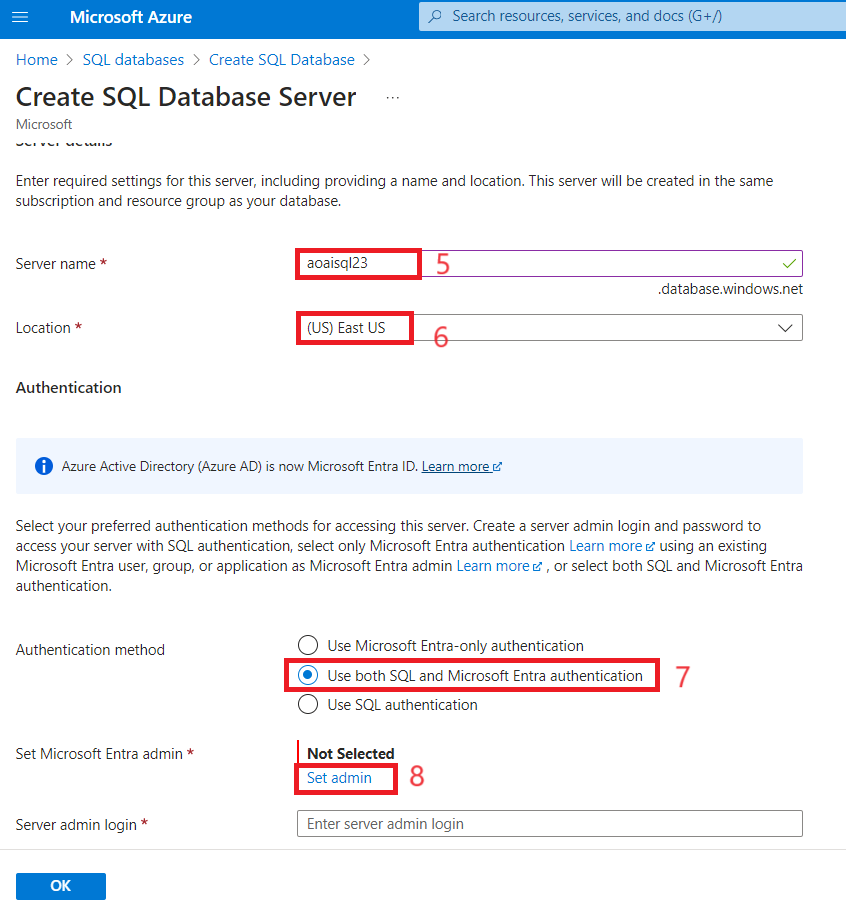 Microsoft Azure
Search resources, services, and docs (G+/)
Home > SQL databases > Create SQL Database >
Create SQL Database Server ...
Microsoft
Server details
Enter required settings for this server, including providing a name and location. This server will be created in the same
subscription and resource group as your database.
Server name *
aoaisql23
5
.database.windows.net
Location *
(US) East US
6
Authentication
Azure Active Directory (Azure AD) is now Microsoft Entra ID. Learn more
Select your preferred authentication methods for accessing this server. Create a server admin login and password to
access your server with SQL authentication, select only Microsoft Entra authentication Learn more using an existing
Microsoft Entra user, group, or application as Microsoft Entra admin Learn more , or select both SQL and Microsoft Entra
authentication.
Authentication method
Use Microsoft Entra-only authentication
Use both SQL and Microsoft Entra authentication
7
Use SQL authentication
Set Microsoft Entra admin *
Not Selected
Set admin
8
Server admin login *
Enter server admin login
OK